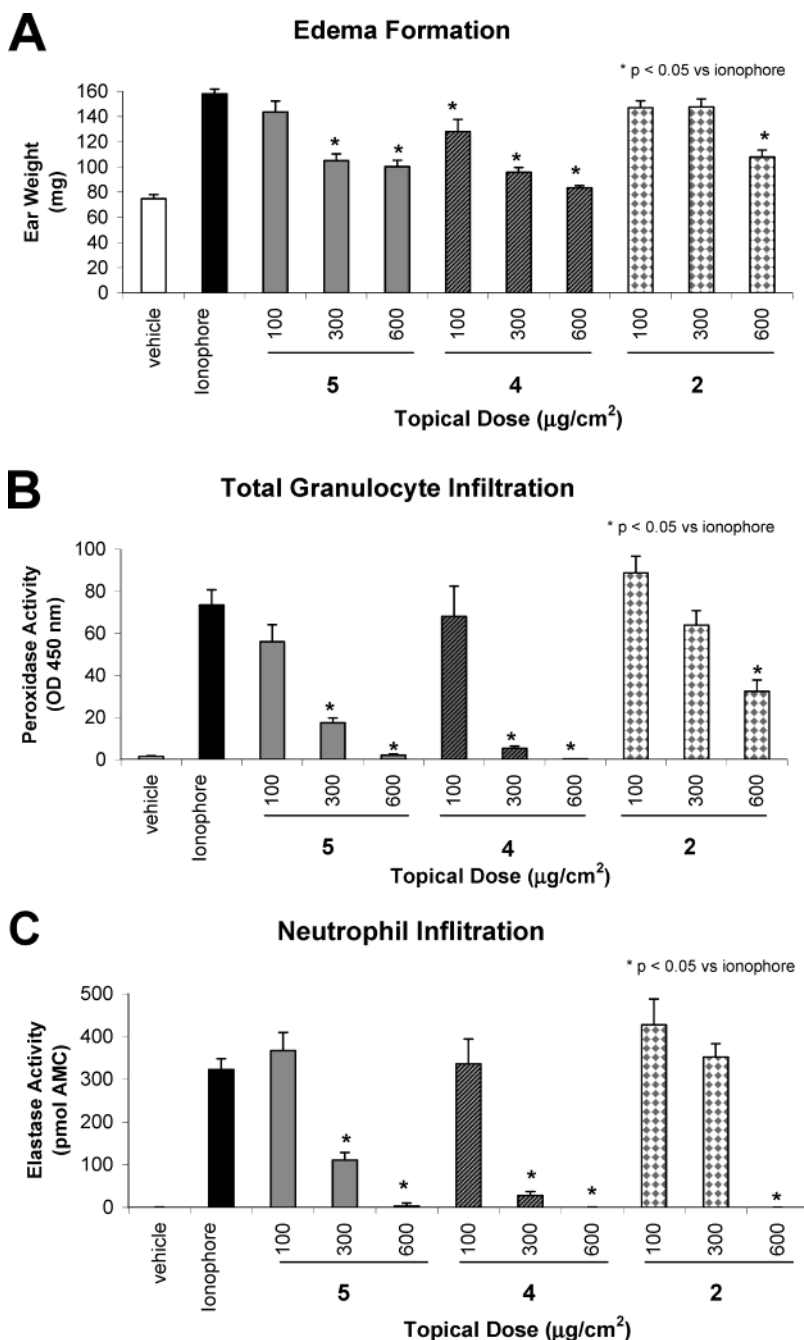 A
Edema Formation
* p < 0.05 vs ionophore
Ear Weight
(mg)
160
140
120
100
80
60
40
20
0
* * * * * *
vehicle Ionophore 100 300 600 100 300 600 100 300 600
5 4 2
Topical Dose (μg/cm²)
B
Total Granulocyte Infiltration
* p < 0.05 vs ionophore
Peroxidase Activity
(OD 450 nm)
100
80
60
40
20
0
* * * * *
vehicle Ionophore 100 300 600 100 300 600 100 300 600
5 4 2
Topical Dose (μg/cm²)
C
Neutrophil Inflitration
* p < 0.05 vs ionophore
Elastase Activity
(pmol AMC)
500
400
300
200
100
0
* * * * *
vehicle Ionophore 100 300 600 100 300 600 100 300 600
5 4 2
Topical Dose (μg/cm²)